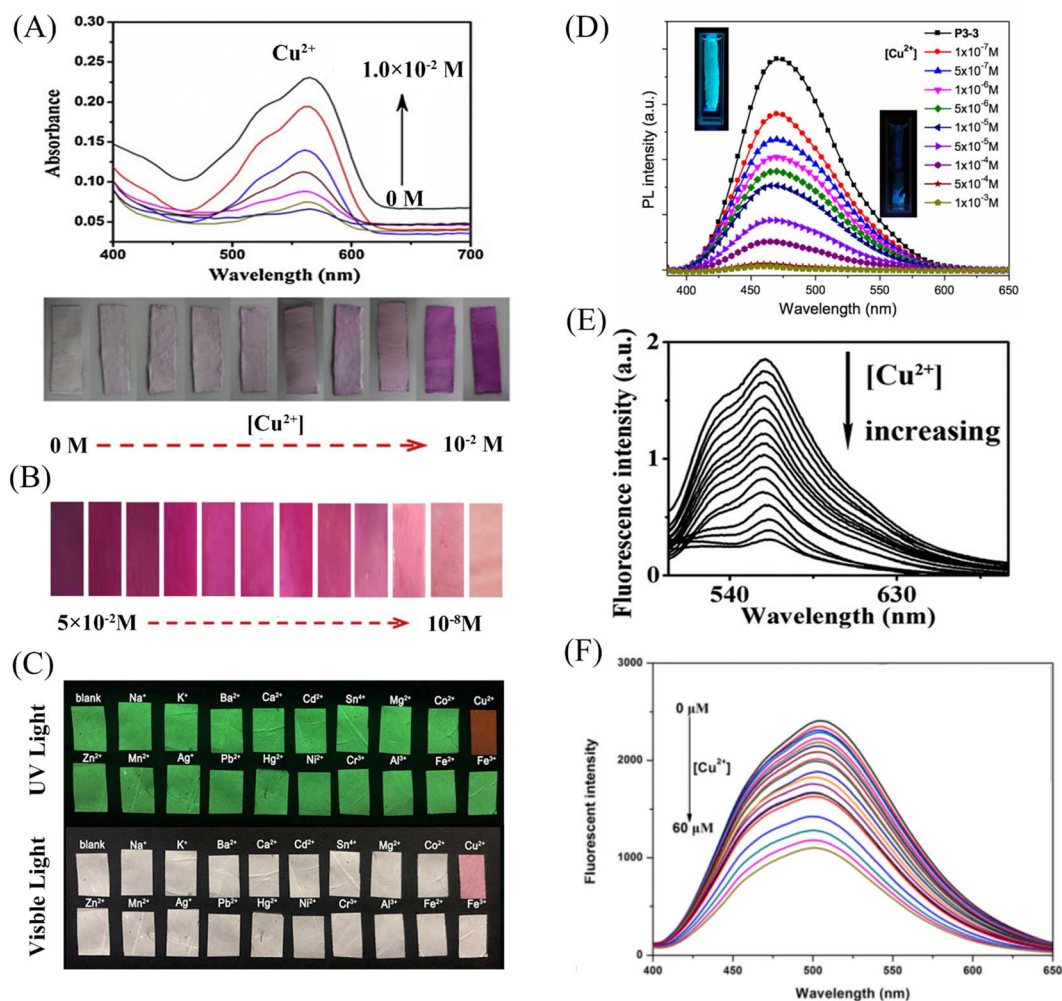 (A)
0.30
0.25
0.20
0.15
0.10
0.05
Absorbance
Cu²⁺
1.0×10⁻² M
0 M
400 500 600 700
Wavelength (nm)
[Cu²⁺]
0 M
10⁻² M
(B)
5×10⁻²M
10⁻⁸M
(C)
UV Light
blank Na⁺ K⁺ Ba²⁺ Ca²⁺ Cd²⁺ Sn⁴⁺ Mg²⁺ Co²⁺ Cu²⁺
Zn²⁺ Mn²⁺ Ag⁺ Pb²⁺ Hg²⁺ Ni²⁺ Cr³⁺ Al³⁺ Fe²⁺ Fe³⁺
Visble Light
blank Na⁺ K⁺ Ba²⁺ Ca²⁺ Cd²⁺ Sn⁴⁺ Mg²⁺ Co²⁺ Cu²⁺
Zn²⁺ Mn²⁺ Ag⁺ Pb²⁺ Hg²⁺ Ni²⁺ Cr³⁺ Al³⁺ Fe²⁺ Fe³⁺
(D)
PL intensity (a.u.)
[Cu²⁺]
P3-3
1x10⁻⁷M
5x10⁻⁷M
1x10⁻⁶M
5x10⁻⁶M
1x10⁻⁵M
5x10⁻⁵M
1x10⁻⁴M
5x10⁻⁴M
1x10⁻³M
400 450 500 550 600 650
Wavelength (nm)
(E)
Fluorescence intensity (a.u.)
2
1
0
[Cu²⁺]
increasing
540 630
Wavelength (nm)
(F)
Fluorescent intensity
3000
2000
1000
0
0 μM
[Cu²⁺]
60 μM
400 450 500 550 600 650
Wavelength (nm)